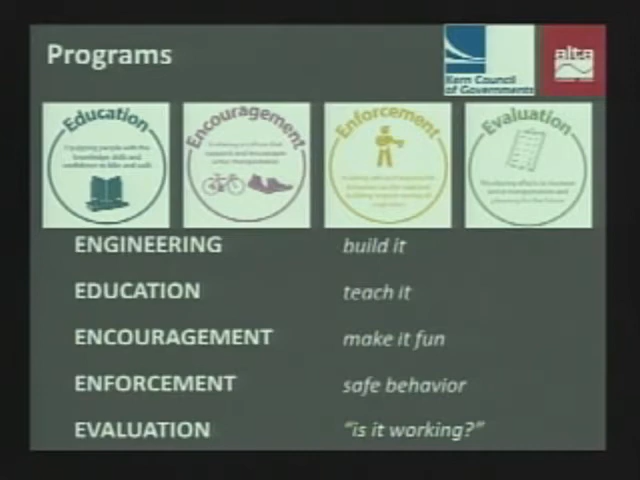 Programs
Kern Council
of Governments
alta
Education
Encouragement
Enforcement
Evaluation
ENGINEERING build it
EDUCATION teach it
ENCOURAGEMENT make it fun
ENFORCEMENT safe behavior
EVALUATION "is it working?"